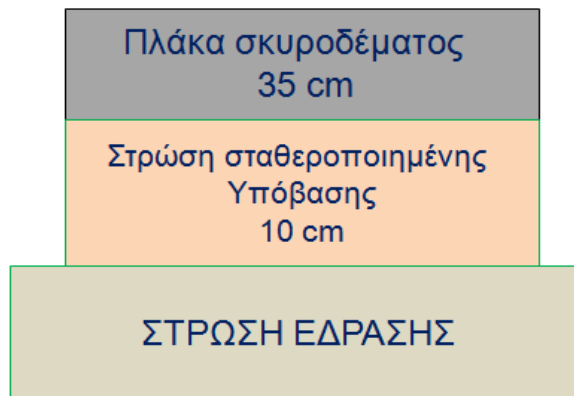 Πλάκα σκυροδέματος
35 cm
Στρώση σταθεροποιημένης
Υπόβασης
10 cm
ΣΤΡΩΣΗ ΕΔΡΑΣΗΣ